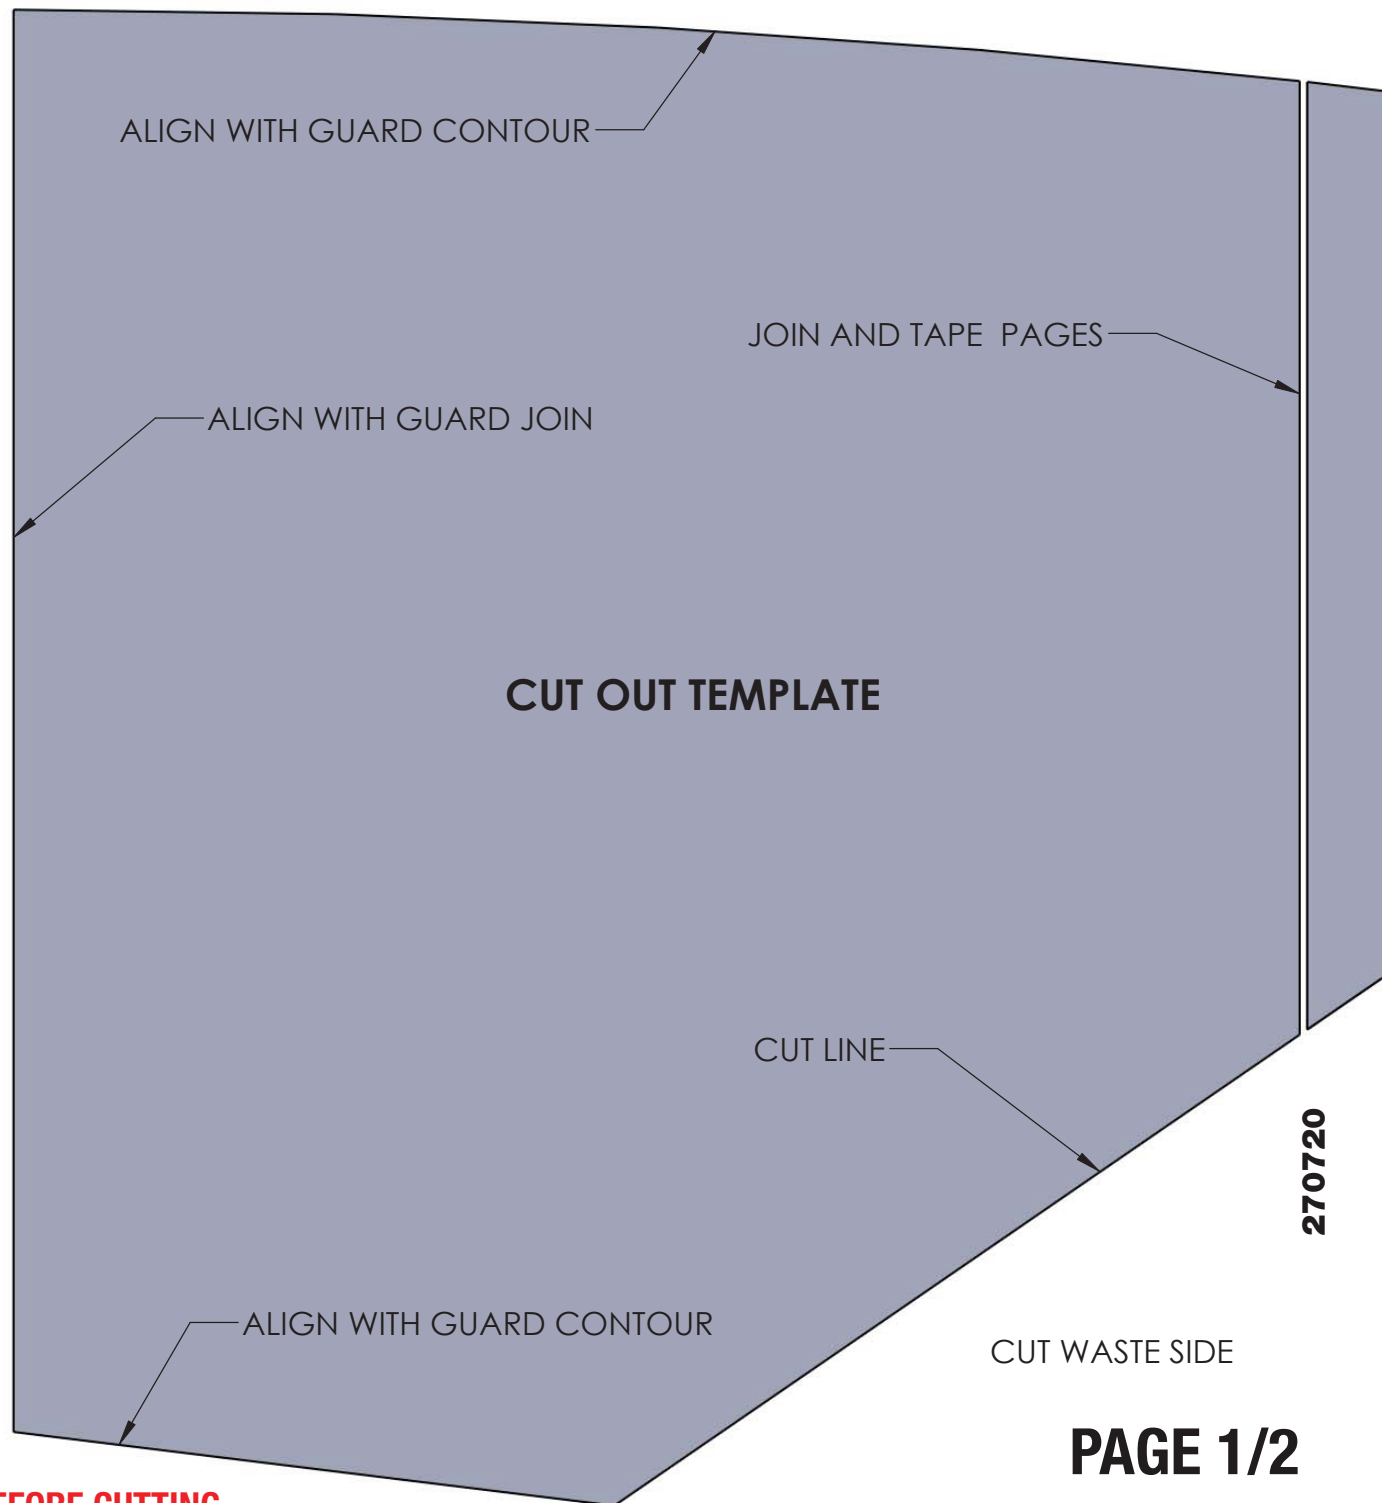 ALIGN WITH GUARD CONTOUR
JOIN AND TAPE PAGES
ALIGN WITH GUARD JOIN
CUT OUT TEMPLATE
CUT LINE
270720
ALIGN WITH GUARD CONTOUR
CUT WASTE SIDE
PAGE 1/2
CUTTING